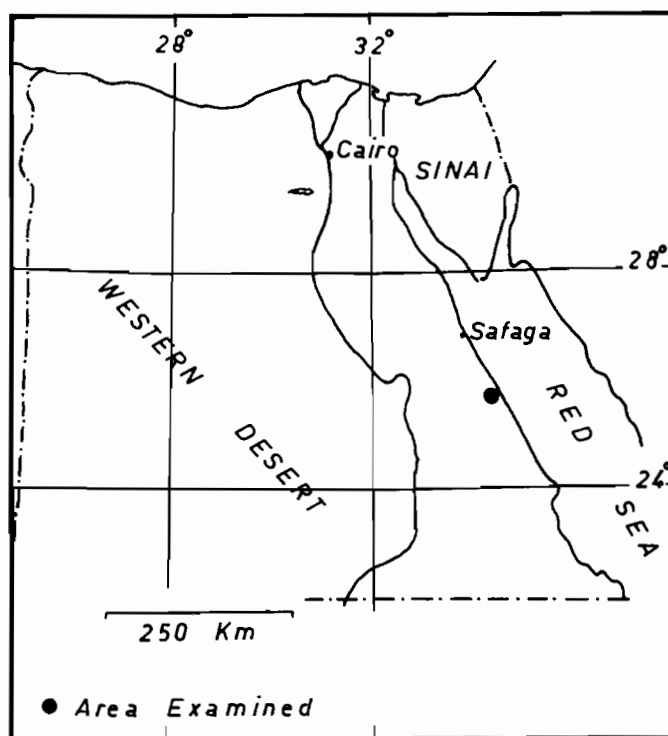 28°
32°
Cairo
SINAI
28°
WESTERN DESERT
Safaga
RED SEA
24°
250 Km
● Area Examined